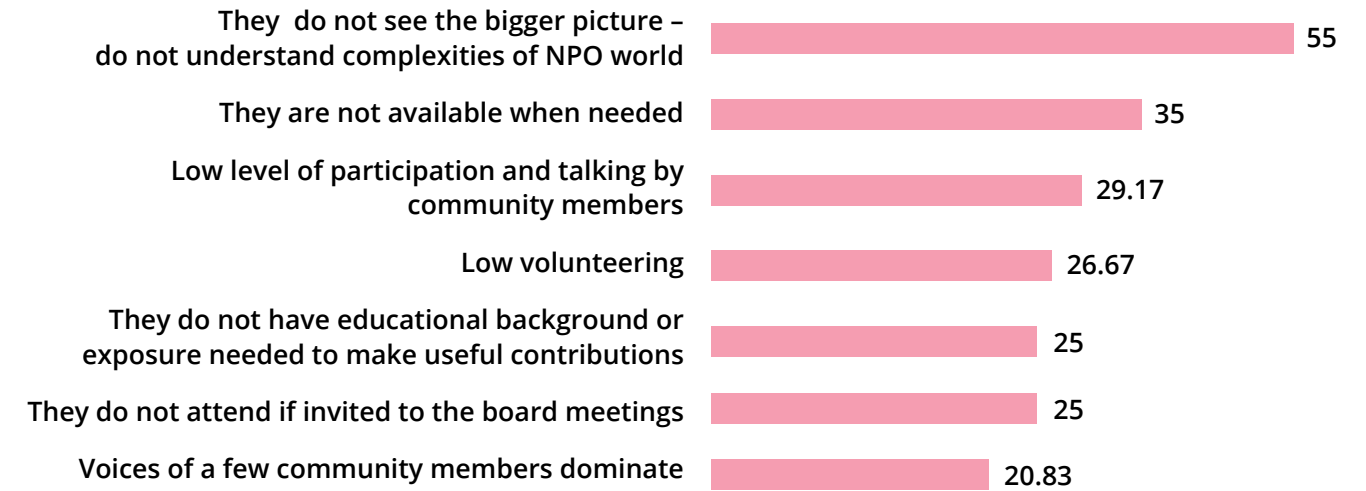 They do not see the bigger picture –
do not understand complexities of NPO world
55
They are not available when needed
35
Low level of participation and talking by
community members
29.17
Low volunteering
26.67
They do not have educational background or
exposure needed to make useful contributions
25
They do not attend if invited to the board meetings
25
Voices of a few community members dominate
20.83